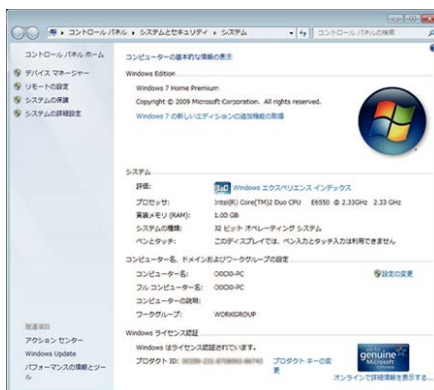 コントロール パネル ▸ システムとセキュリティ ▸ システム
コントロール パネルの検索
コントロール パネル ホーム
デバイス マネージャー
リモートの設定
システムの保護
システムの詳細設定
コンピューターの基本的な情報の表示
Windows Edition
Windows 7 Home Premium
Copyright © 2009 Microsoft Corporation. All rights reserved.
Windows 7 の新しいエディションの追加機能の取得
システム
評価: Windows エクスペリエンス インデックス
プロセッサ: Intel(R) Core(TM)2 Duo CPU E6550 @ 2.33GHz 2.33 GHz
実装メモリ (RAM): 1.00 GB
システムの種類: 32 ビット オペレーティング システム
ペンとタッチ: このディスプレイでは、ペン入力とタッチ入力は利用できません
コンピューター名、ドメインおよびワークグループの設定
コンピューター名: -PC
設定の変更
フル コンピューター名: -PC
コンピューターの説明:
ワークグループ: WORKGROUP
Windows ライセンス認証
Windows はライセンス認証されています。
プロダクト ID:
プロダクト キーの変更
genuine
Microsoft
オンラインで詳細情報を表示する...
関連項目
アクション センター
Windows Update
パフォーマンスの情報とツール